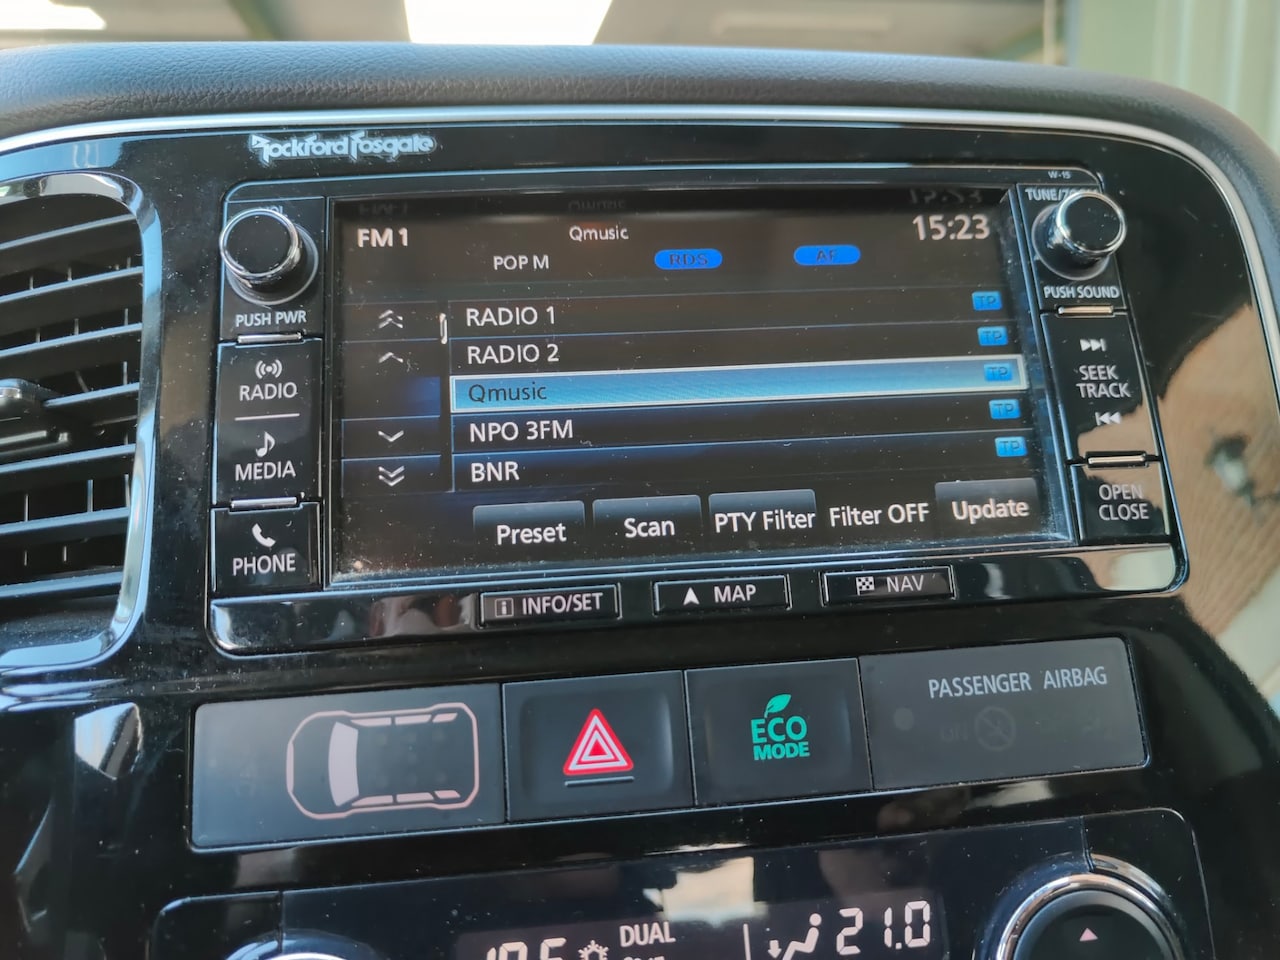 Rockford Fosgate
W-15
FM 1 Qmusic 15:23
POP M RDS AF
RADIO 1 TP
RADIO 2 TP
Qmusic TP
NPO 3FM TP
BNR TP
Preset Scan PTY Filter Filter OFF Update
PUSH PWR
RADIO
MEDIA
PHONE
PUSH SOUND
SEEK
TRACK
OPEN
CLOSE
INFO/SET MAP NAV
ECO
MODE
PASSENGER AIRBAG
DUAL
21.0